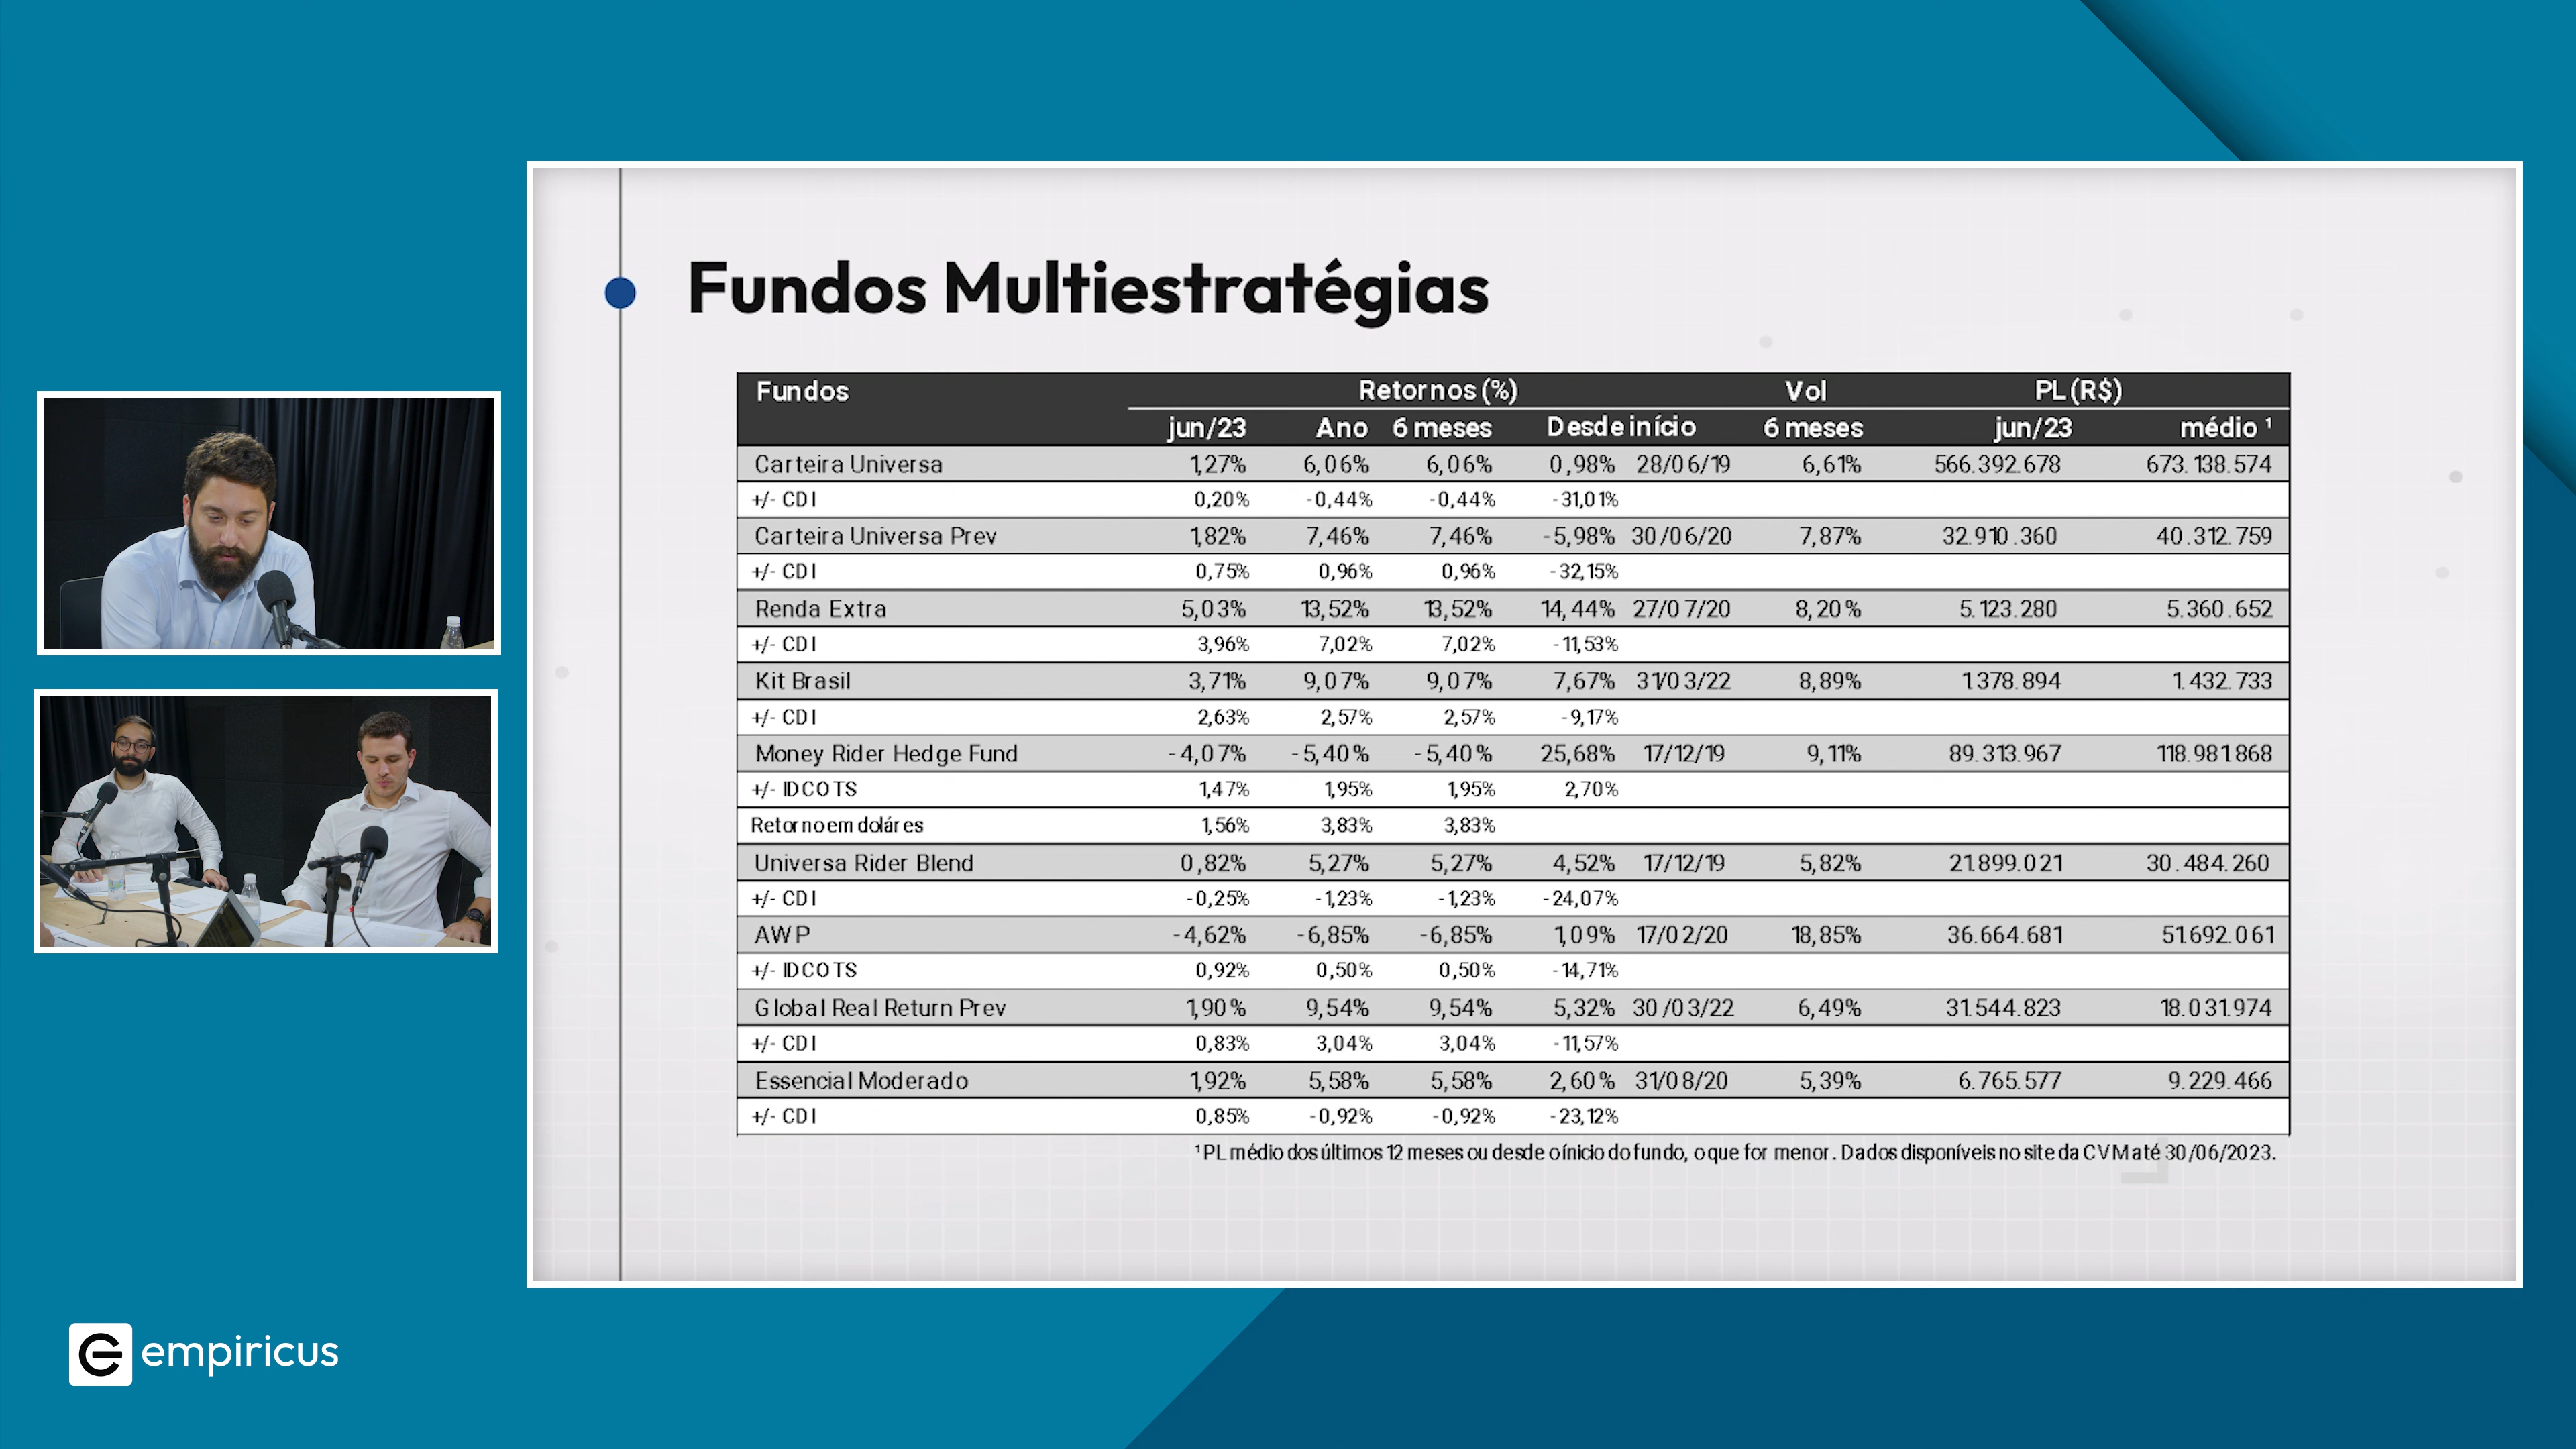 Fundos Multiestratégias
Fundos Retornos (%) Vol PL (R$)
jun/23 Ano 6 meses Desde início 6 meses jun/23 médio ¹
Carteira Universa 1,27% 6,06% 6,06% 0,98% 28/06/19 6,61% 566.392.678 673.138.574
+/- CDI 0,20% -0,44% -0,44% -31,01%
Carteira Universa Prev 1,82% 7,46% 7,46% -5,98% 30/06/20 7,87% 32.910.360 40.312.759
+/- CDI 0,75% 0,96% 0,96% -32,15%
Renda Extra 5,03% 13,52% 13,52% 14,44% 27/07/20 8,20% 5.123.280 5.360.652
+/- CDI 3,96% 7,02% 7,02% -11,53%
Kit Brasil 3,71% 9,07% 9,07% 7,67% 31/03/22 8,89% 1.378.894 1.432.733
+/- CDI 2,63% 2,57% 2,57% -9,17%
Money Rider Hedge Fund -4,07% -5,40% -5,40% 25,68% 17/12/19 9,11% 89.313.967 118.981.868
+/- IDCOTS 1,47% 1,95% 1,95% 2,70%
Retorno em doláres 1,56% 3,83% 3,83%
Universa Rider Blend 0,82% 5,27% 5,27% 4,52% 17/12/19 5,82% 21.899.021 30.484.260
+/- CDI -0,25% -1,23% -1,23% -24,07%
AWP -4,62% -6,85% -6,85% 1,09% 17/02/20 18,85% 36.664.681 51.692.061
+/- IDCOTS 0,92% 0,50% 0,50% -14,71%
Global Real Return Prev 1,90% 9,54% 9,54% 5,32% 30/03/22 6,49% 31.544.823 18.031.974
+/- CDI 0,83% 3,04% 3,04% -11,57%
Essencial Moderado 1,92% 5,58% 5,58% 2,60% 31/08/20 5,39% 6.765.577 9.229.466
+/- CDI 0,85% -0,92% -0,92% -23,12%
¹ PL médio dos últimos 12 meses ou desde o ínicio do fundo, o que for menor. Dados disponíveis no site da CVM até 30/06/2023.
empiricus